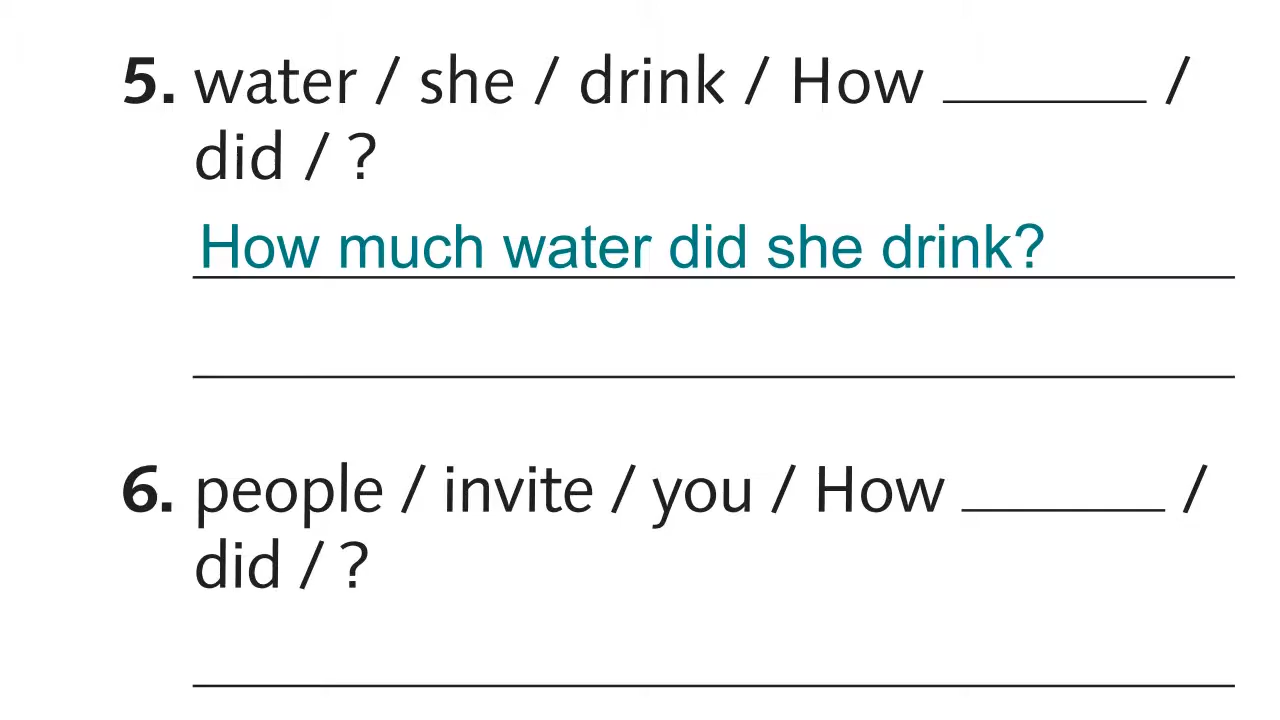 5. water / she / drink / How ______ /
did / ?
How much water did she drink?
6. people / invite / you / How ______ /
did / ?